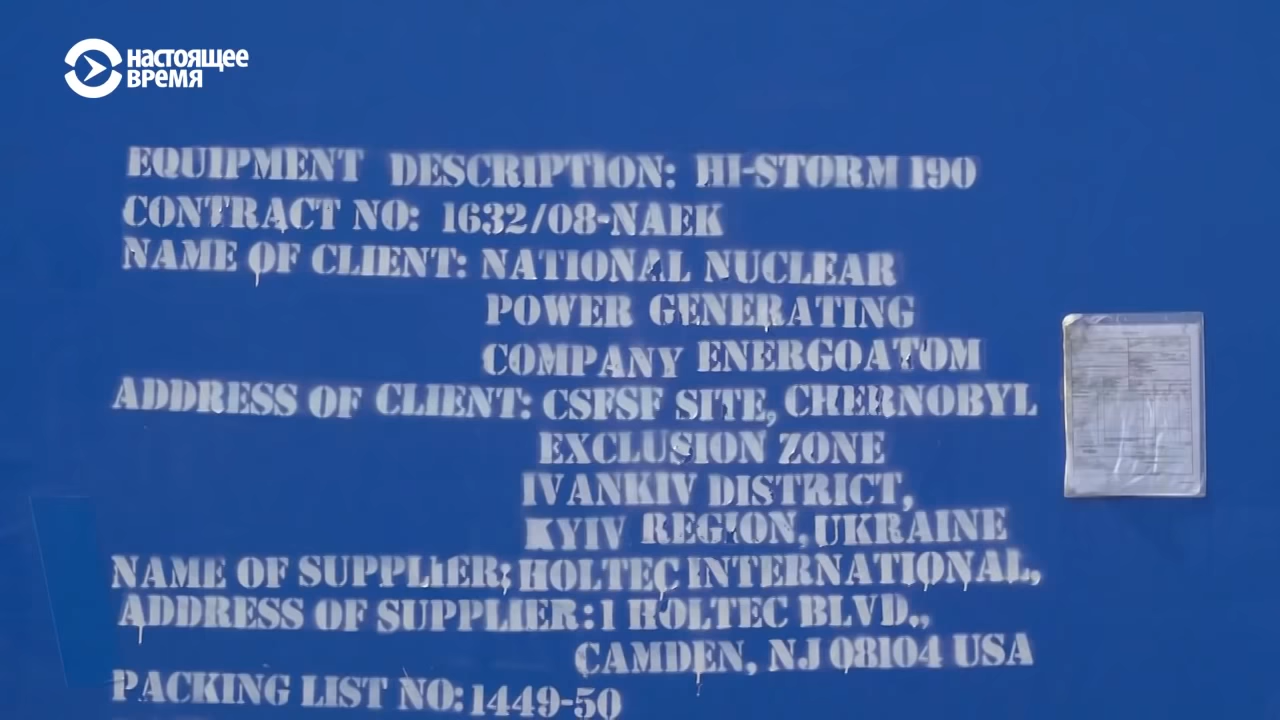 НАСТОЯЩЕЕ
ВРЕМЯ
EQUIPMENT DESCRIPTION: HI-STORM 190
CONTRACT NO: 1632/08-NAEK
NAME OF CLIENT: NATIONAL NUCLEAR
POWER GENERATING
COMPANY ENERGOATOM
ADDRESS OF CLIENT: CSFSF SITE, CHERNOBYL
EXCLUSION ZONE
IVANKIV DISTRICT,
KYIV REGION, UKRAINE
NAME OF SUPPLIER: HOLTEC INTERNATIONAL,
ADDRESS OF SUPPLIER: 1 HOLTEC BLVD.,
CAMDEN, NJ 08104 USA
PACKING LIST NO: 1449-50